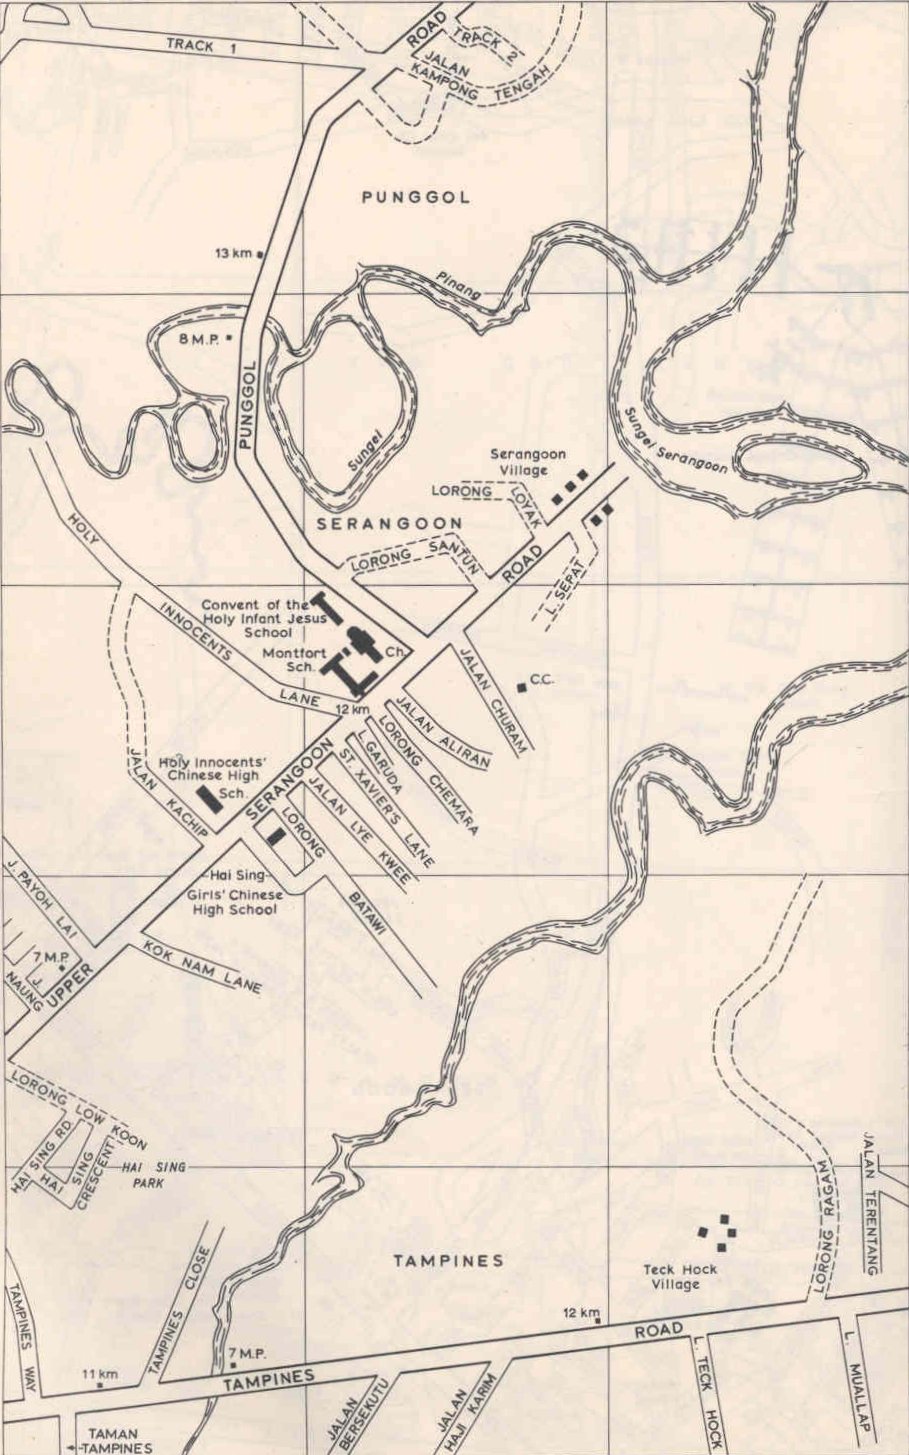 ROAD
TRACK 1
TRACK 2
JALAN
KAMPONG TENGAH
PUNGGOL
13 km
Pinang
8 M.P.
PUNGGOL
Sungei
Sungei Serangoon
Serangoon
Village
LORONG
LOYAK
HOLY
SERANGOON
LORONG SANTUN
ROAD
L. SEPAT
Convent of the
Holy Infant Jesus
School
INNOCENTS
Montfort
Sch.
Ch.
LANE
12 km
JALAN CHURAM
C.C.
JALAN ALIRAN
LORONG CHEMARA
L. GARUDA
ST. XAVIER'S LANE
SERANGOON
JALAN KACHIP
Holy Innocents'
Chinese High
Sch.
JALAN LYE KWEE
LORONG
BATAWI
J. PAYOH LAI
Hai Sing
Girls' Chinese
High School
7 M.P.
J.
NAUNG
UPPER
KOK NAM LANE
LORONG LOW KOON
HAI SING RD
HAI
SING
CRESCENT
HAI SING
PARK
JALAN TERENTANG
LORONG RAGAM
TAMPINES
Teck Hock
Village
TAMPINES CLOSE
TAMPINES WAY
12 km
ROAD
7 M.P.
TAMPINES
11 km
L. TECK HOCK
L. MUALLAP
JALAN
BERSEKUTU
JALAN
HAJI KARIM
TAMAN
TAMPINES